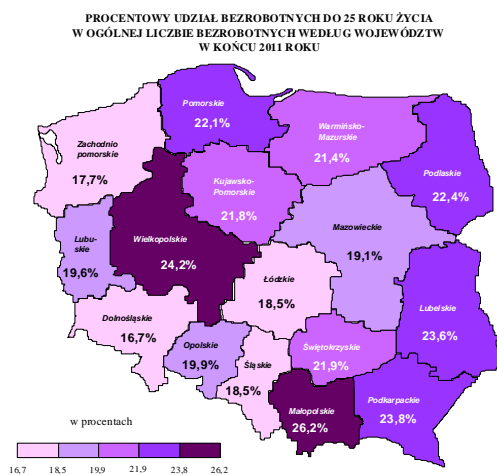 PROCENTOWY UDZIAŁ BEZROBOTNYCH DO 25 ROKU ŻYCIA
W OGÓLNEJ LICZBIE BEZROBOTNYCH WEDŁUG WOJEWÓDZTW
W KOŃCU 2011 ROKU
Pomorskie
22,1%
Warmińsko-
Mazurskie
21,4%
Zachodnio
pomorskie
17,7%
Podlaskie
22,4%
Kujawsko-
Pomorskie
21,8%
Wielkopolskie
24,2%
Mazowieckie
19,1%
Lubu-
skie
19,6%
Łódzkie
18,5%
Dolnośląskie
16,7%
Lubelskie
23,6%
Opolskie
19,9%
Śląskie
18,5%
Świętokrzyskie
21,9%
Małopolskie
26,2%
Podkarpackie
23,8%
w procentach
16,7 18,5 19,9 21,9 23,8 26,2